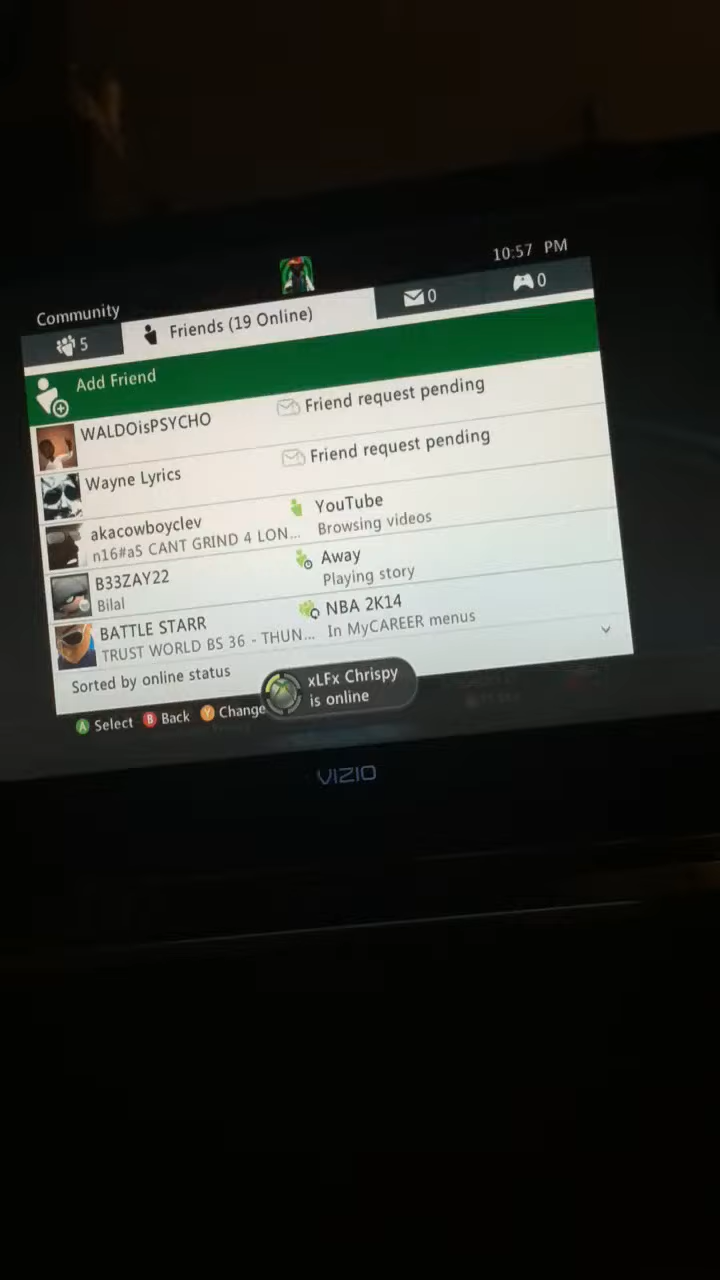 10:57 PM
Community
5
Friends (19 Online)
0
0
Add Friend
WALDOisPSYCHO
Friend request pending
Wayne Lyrics
Friend request pending
akacowboyclev
YouTube
n16#a5 CANT GRIND 4 LON...
Browsing videos
B33ZAY22
Away
Bilal
Playing story
BATTLE STARR
NBA 2K14
TRUST WORLD BS 36 - THUN...
In MyCAREER menus
Sorted by online status
xLFx Chrispy
is online
A Select B Back Y Change
VIZIO